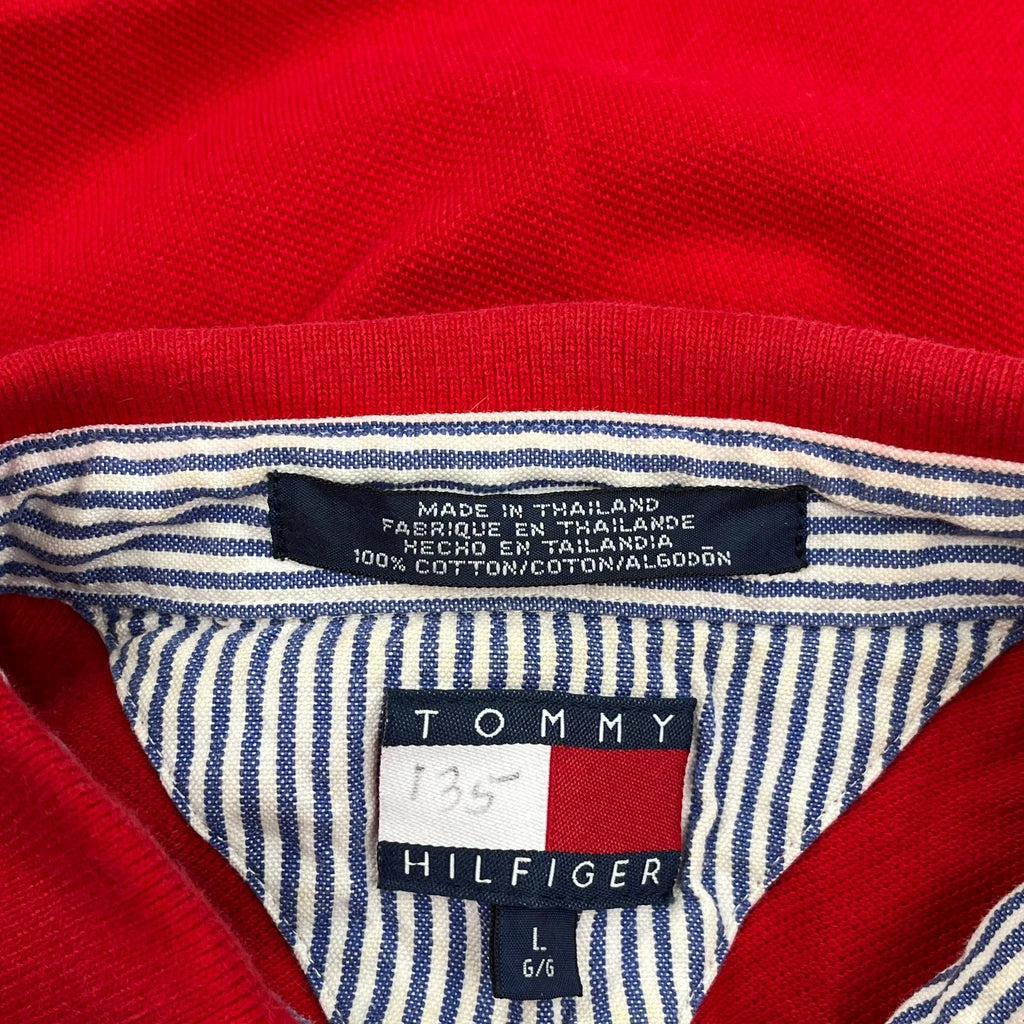 MADE IN THAILAND
FABRIQUE EN THAILANDE
HECHO EN TAILANDIA
100% COTTON/COTON/ALGODÓN
TOMMY
135
HILFIGER
L
G/G